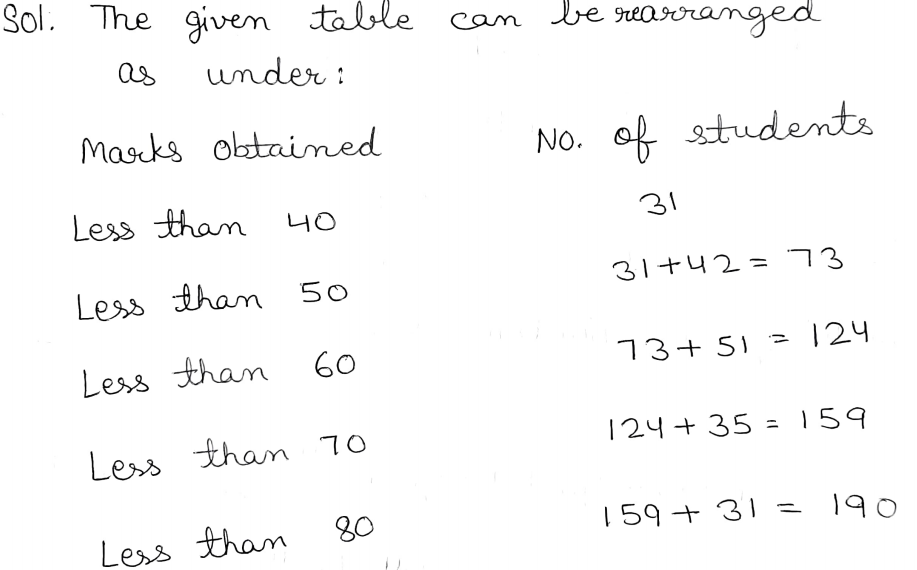 Sol. The given table can be rearranged
as under:
Marks obtained No. of students
Less than 40 31
Less than 50 31+42 = 73
Less than 60 73+51 = 124
Less than 70 124+35 = 159
Less than 80 159+31 = 190